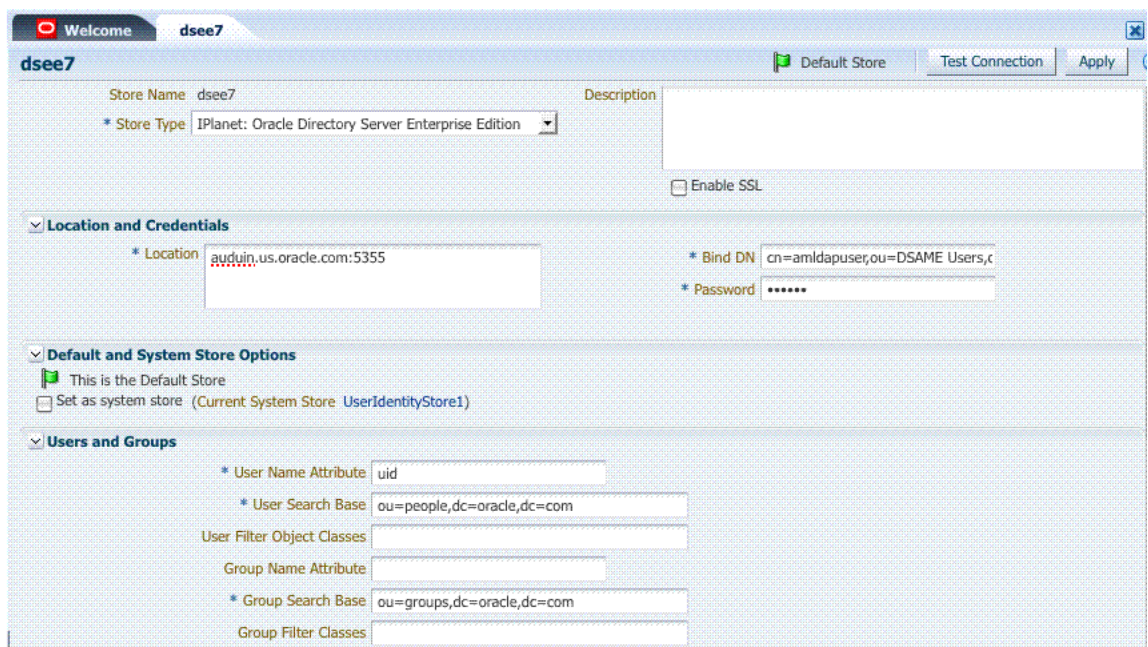 Welcome dsee7
dsee7 Default Store Test Connection Apply
Store Name dsee7 Description
* Store Type IPlanet: Oracle Directory Server Enterprise Edition
Enable SSL
Location and Credentials
* Location auduin.us.oracle.com:5355 * Bind DN cn=amldapuser,ou=DSAME Users,c
* Password ••••••
Default and System Store Options
This is the Default Store
Set as system store (Current System Store UserIdentityStore1)
Users and Groups
* User Name Attribute uid
* User Search Base ou=people,dc=oracle,dc=com
User Filter Object Classes
Group Name Attribute
* Group Search Base ou=groups,dc=oracle,dc=com
Group Filter Classes